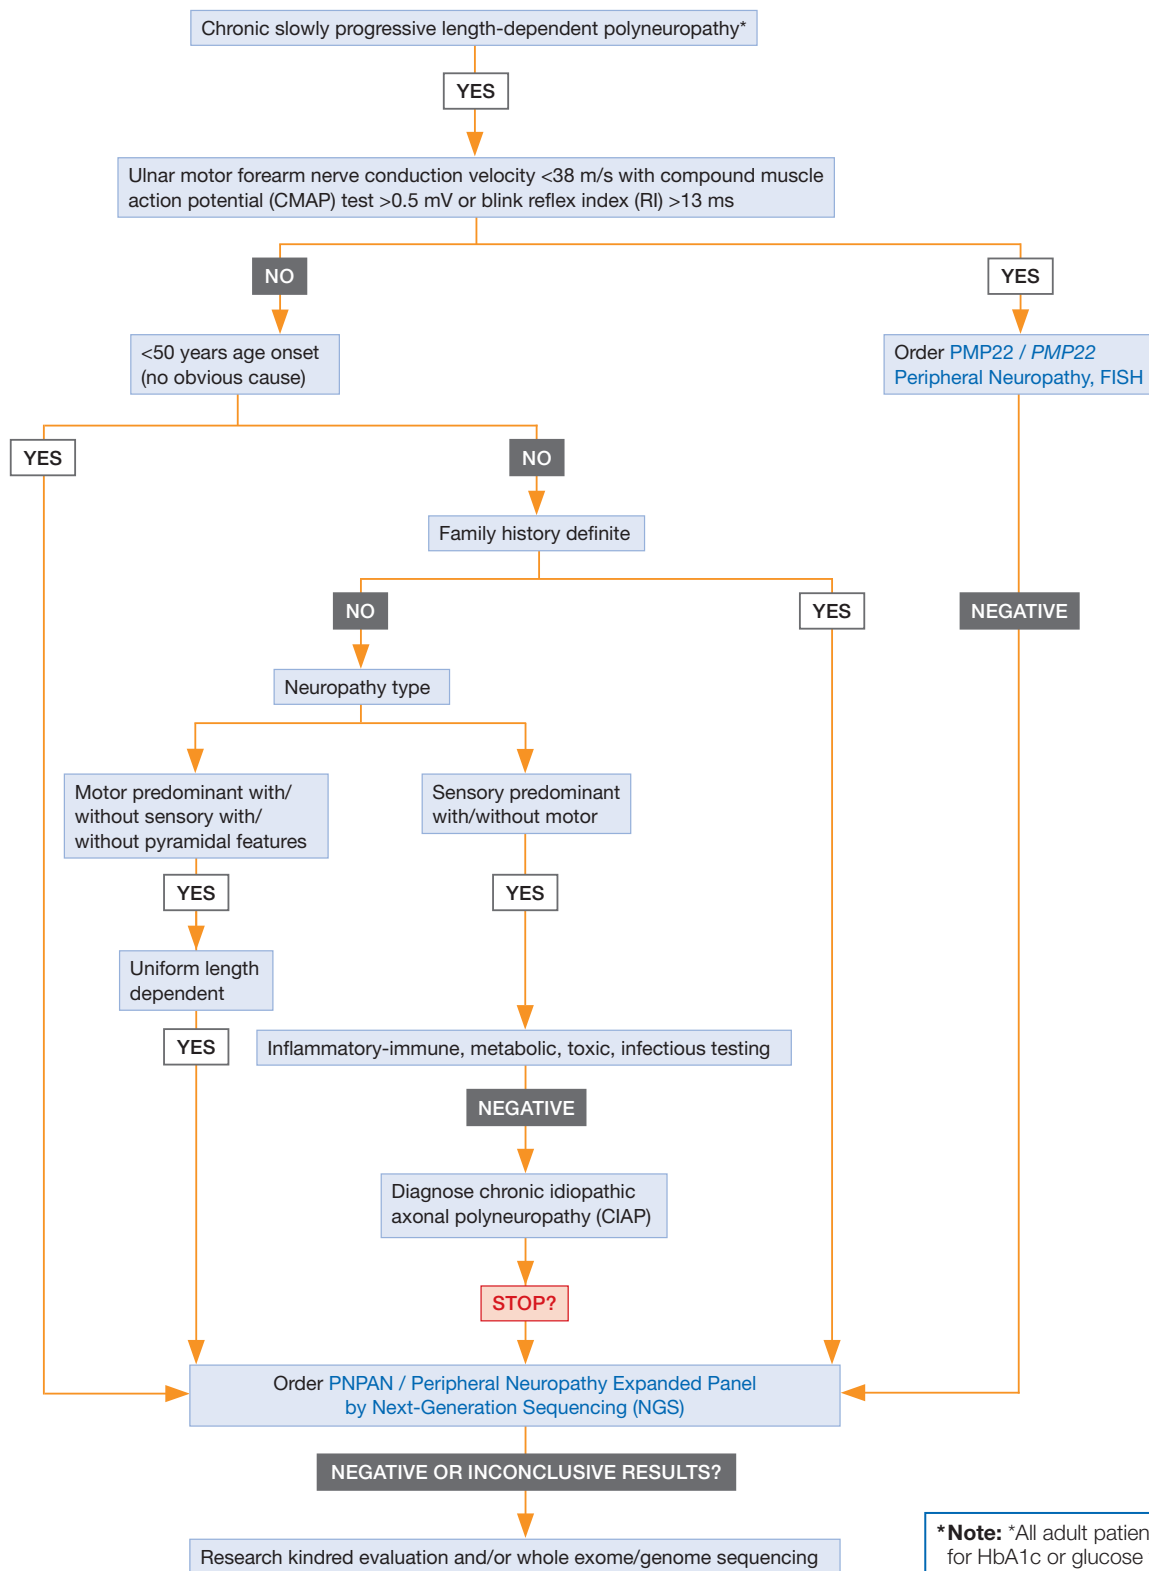 Chronic slowly progressive length-dependent polyneuropathy*
YES
Ulnar motor forearm nerve conduction velocity <38 m/s with compound muscle
action potential (CMAP) test >0.5 mV or blink reflex index (RI) >13 ms
NO
YES
<50 years age onset
(no obvious cause)
Order PMP22 / PMP22
Peripheral Neuropathy, FISH
YES
NO
Family history definite
NO
YES
NEGATIVE
Neuropathy type
Motor predominant with/
without sensory with/
without pyramidal features
Sensory predominant
with/without motor
YES
YES
Uniform length
dependent
YES
Inflammatory-immune, metabolic, toxic, infectious testing
NEGATIVE
Diagnose chronic idiopathic
axonal polyneuropathy (CIAP)
STOP?
Order PNPAN / Peripheral Neuropathy Expanded Panel
by Next-Generation Sequencing (NGS)
NEGATIVE OR INCONCLUSIVE RESULTS?
Research kindred evaluation and/or whole exome/genome sequencing
*Note: *All adult patien
for HbA1c or glucose